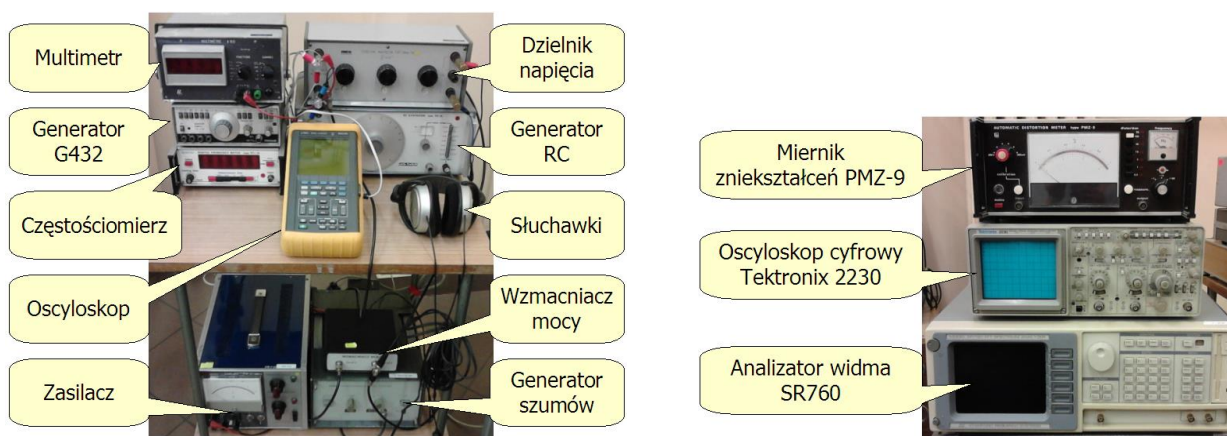 Multimetr
Generator
G432
Częstościomierz
Oscyloskop
Zasilacz
Dzielnik
napięcia
Generator
RC
Słuchawki
Wzmacniacz
mocy
Generator
szumów
Miernik
zniekształceń PMZ-9
Oscyloskop cyfrowy
Tektronix 2230
Analizator widma
SR760
AUTOMATIC DISTORTION METER type PMZ-9